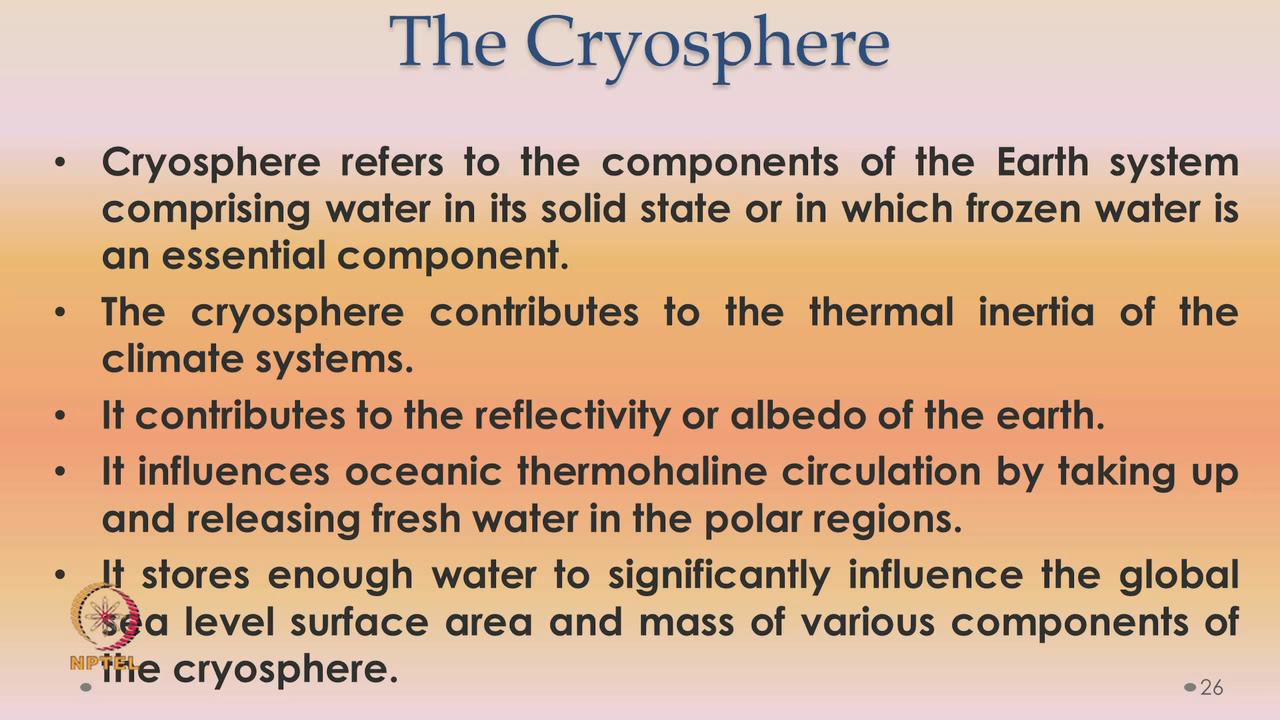 The Cryosphere
• Cryosphere refers to the components of the Earth system
comprising water in its solid state or in which frozen water is
an essential component.
• The cryosphere contributes to the thermal inertia of the
climate systems.
• It contributes to the reflectivity or albedo of the earth.
• It influences oceanic thermohaline circulation by taking up
and releasing fresh water in the polar regions.
• It stores enough water to significantly influence the global
sea level surface area and mass of various components of
the cryosphere.
NPTEL
26